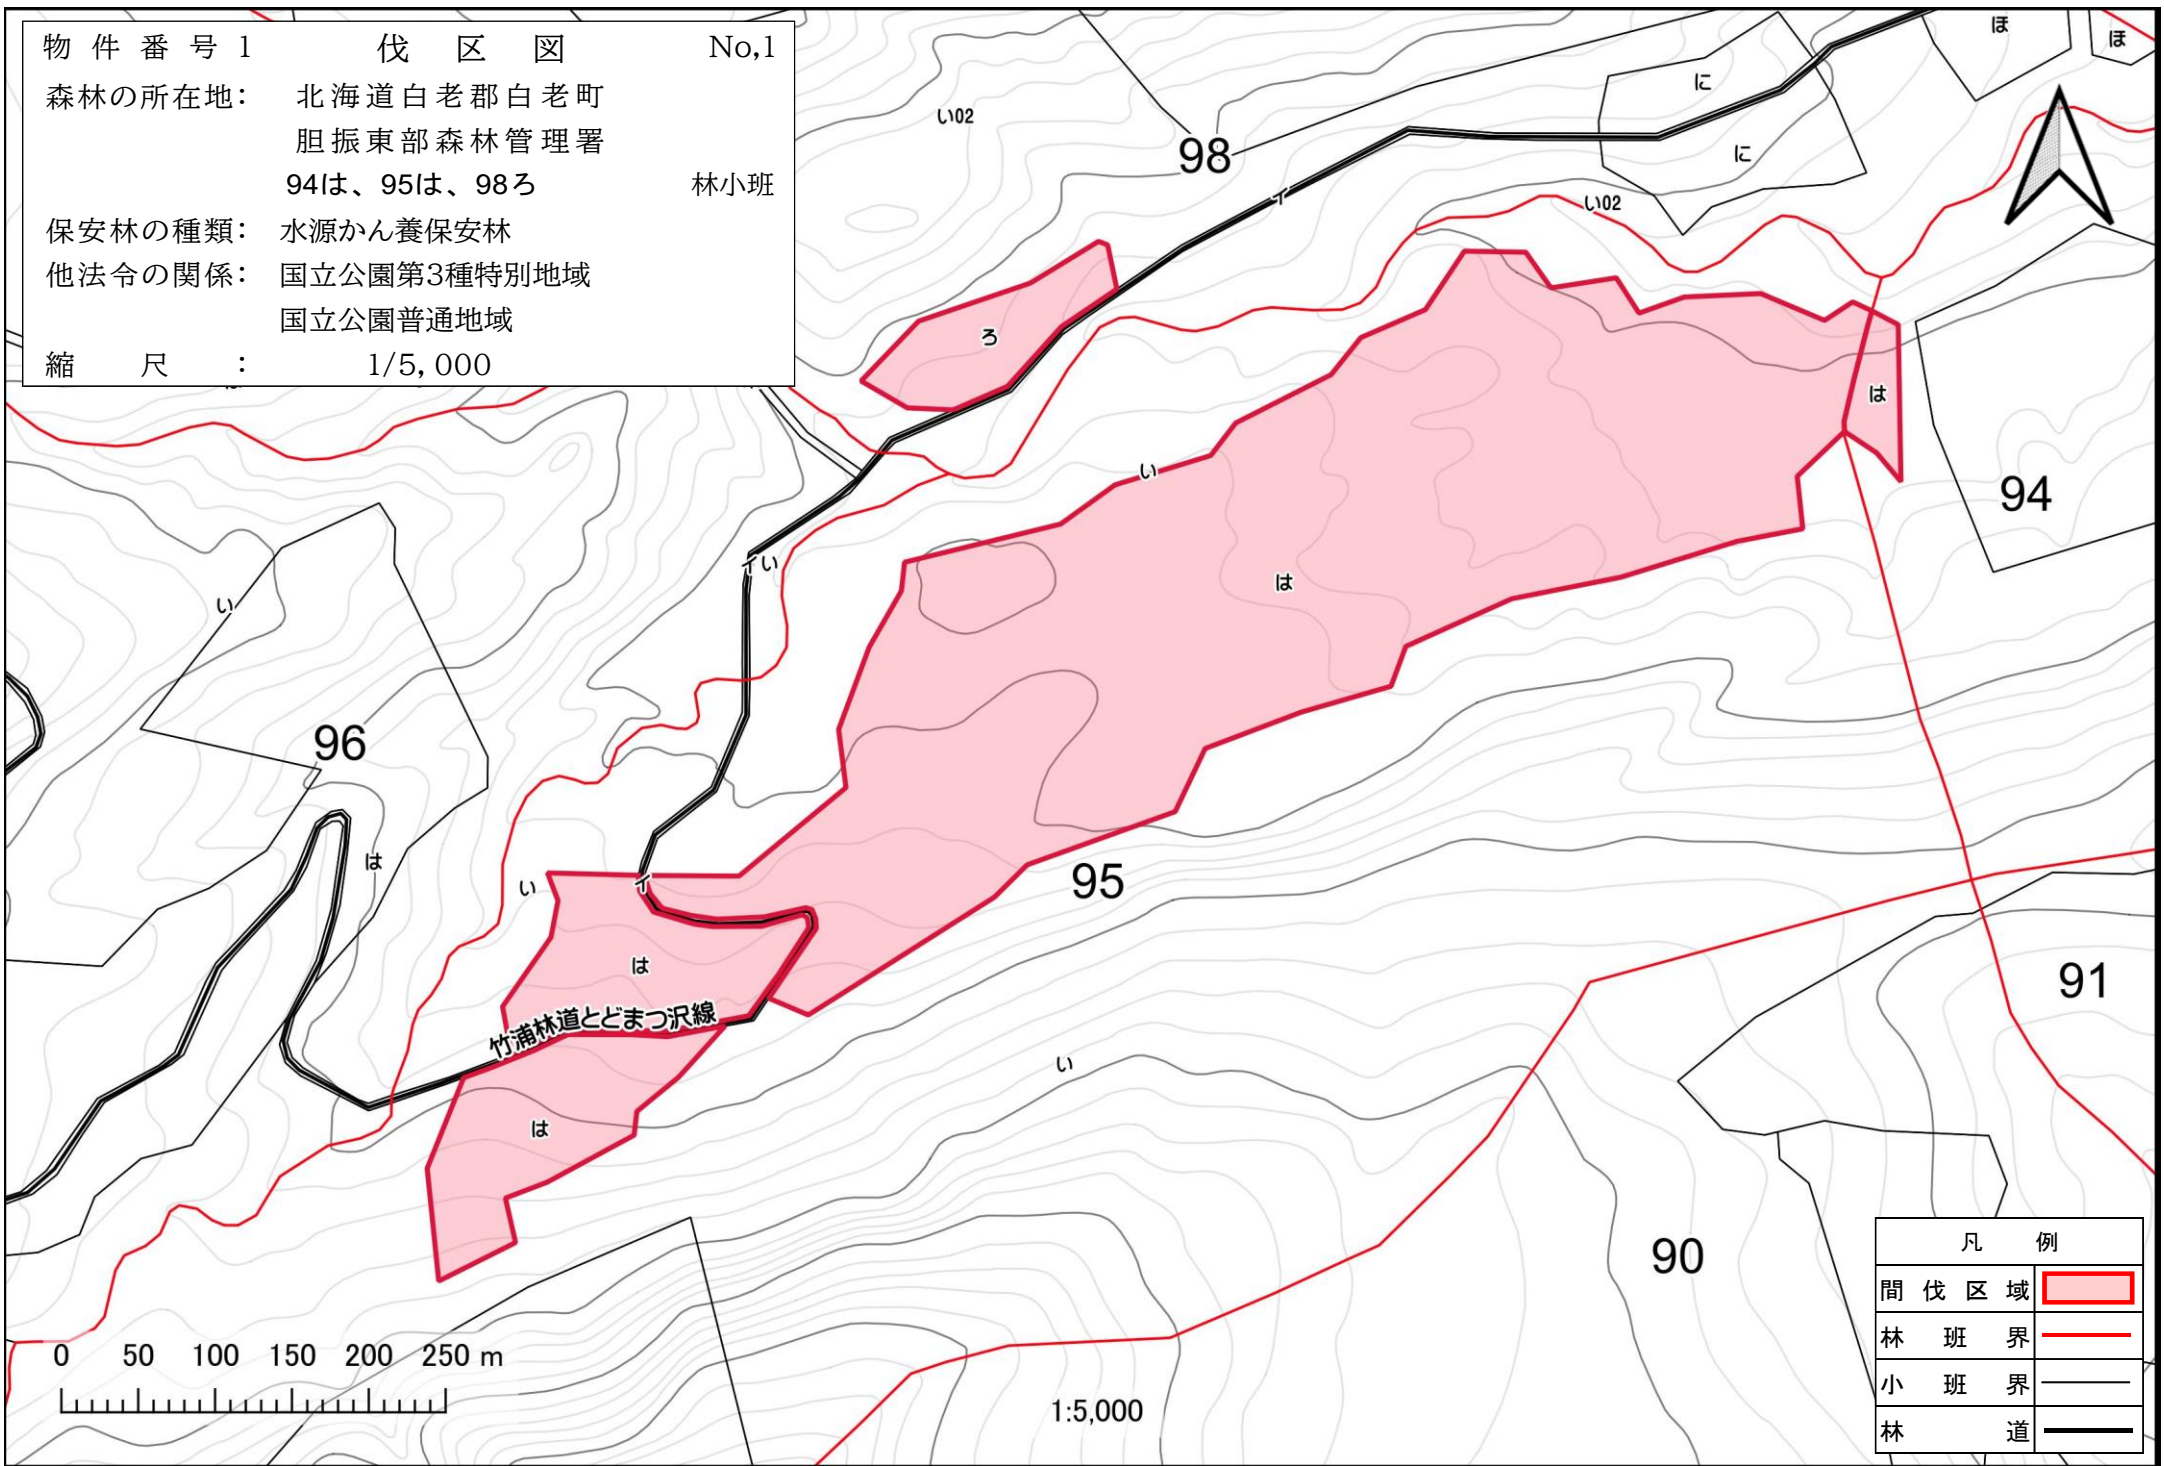 物件番号1 伐区図 No,1
森林の所在地: 北海道白老郡白老町
胆振東部森林管理署
94は、95は、98ろ 林小班
保安林の種類: 水源かん養保安林
他法令の関係: 国立公園第3種特別地域
国立公園普通地域
縮尺: 1/5,000
ほ
ほ
に
い02
に
98
イ
い02
ろ
は
い
94
イい
は
い
96
は
95
イ
い
は
91
竹浦林道とどまつ沢線
い
は
90
凡例
間伐区域
林班界
小班界
林道
0 50 100 150 200 250 m
1:5,000